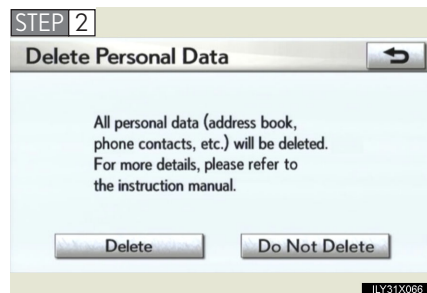 STEP 2
Delete Personal Data
All personal data (address book,
phone contacts, etc.) will be deleted.
For more details, please refer to
the instruction manual.
Delete Do Not Delete
ILY31X066